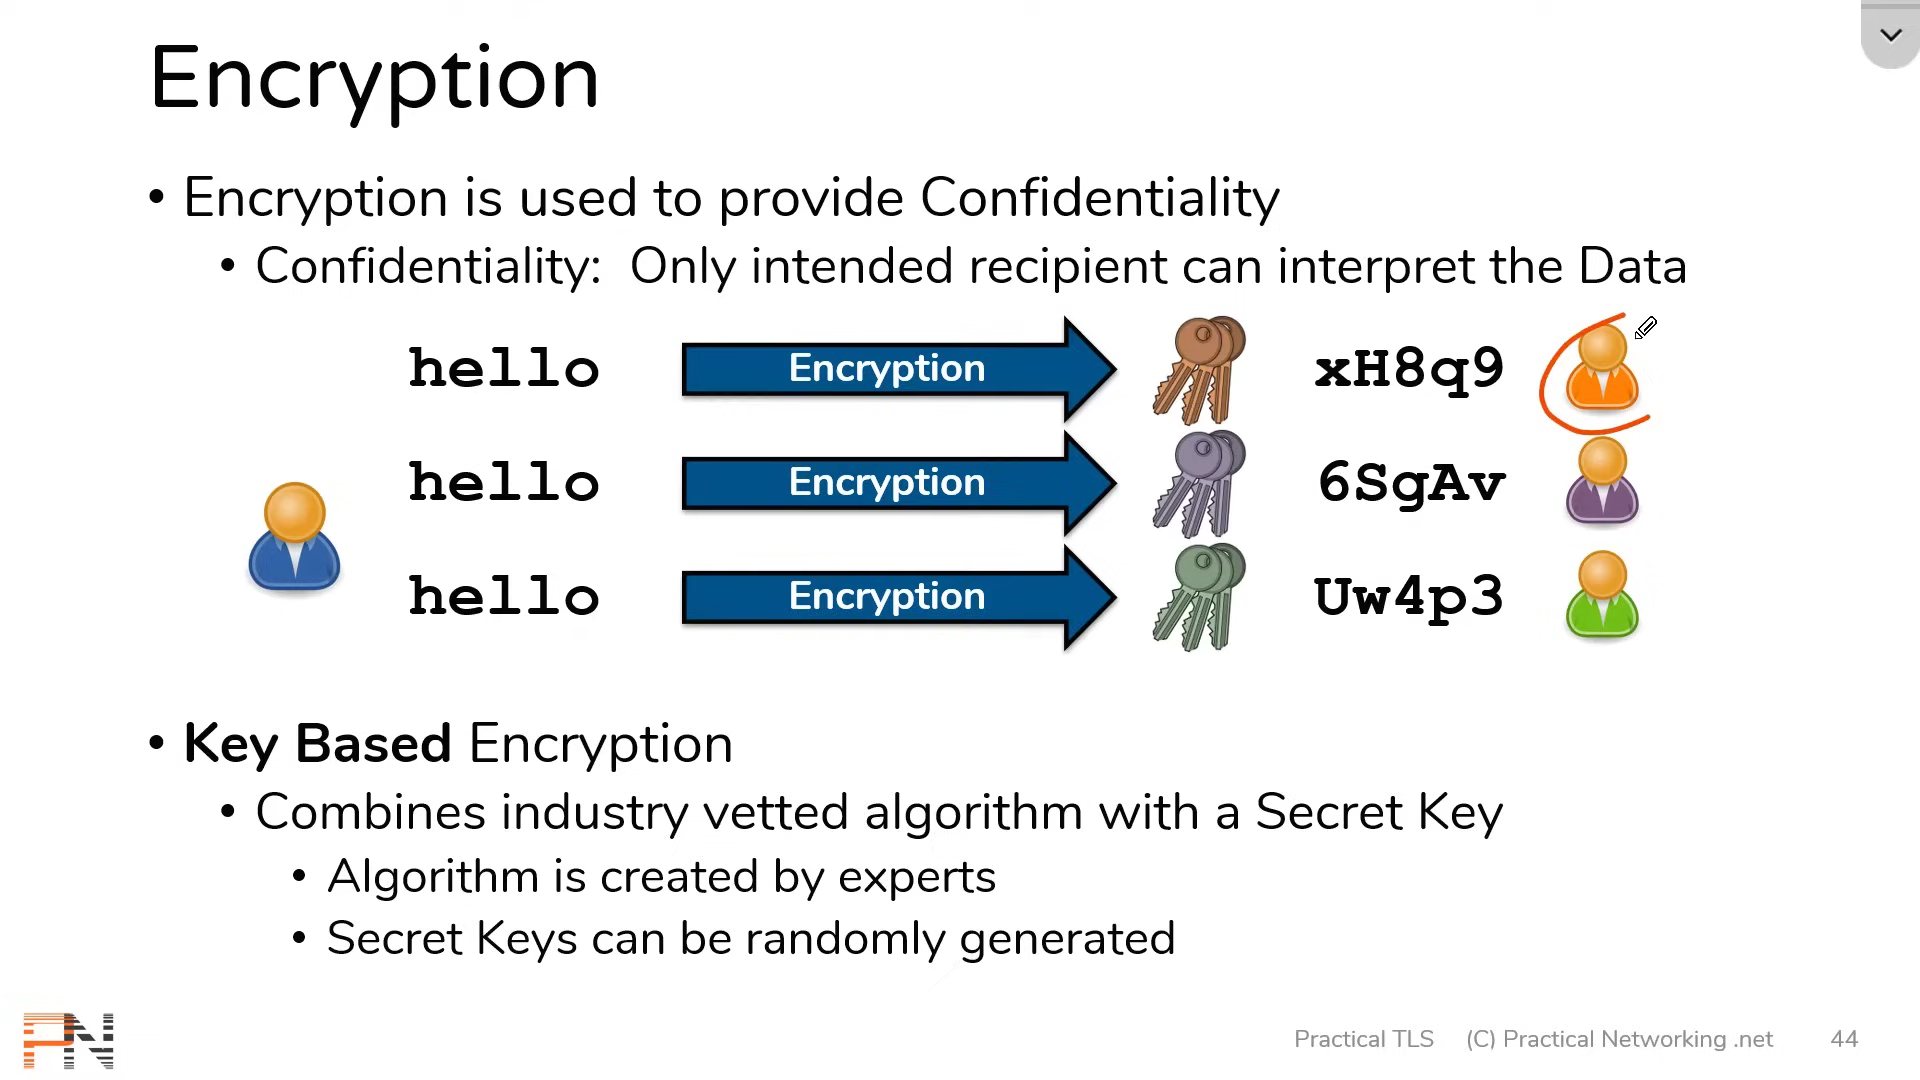 Encryption
• Encryption is used to provide Confidentiality
• Confidentiality: Only intended recipient can interpret the Data
hello Encryption xH8q9
hello Encryption 6SgAv
hello Encryption Uw4p3
• Key Based Encryption
• Combines industry vetted algorithm with a Secret Key
• Algorithm is created by experts
• Secret Keys can be randomly generated
PN Practical TLS (C) Practical Networking .net 44